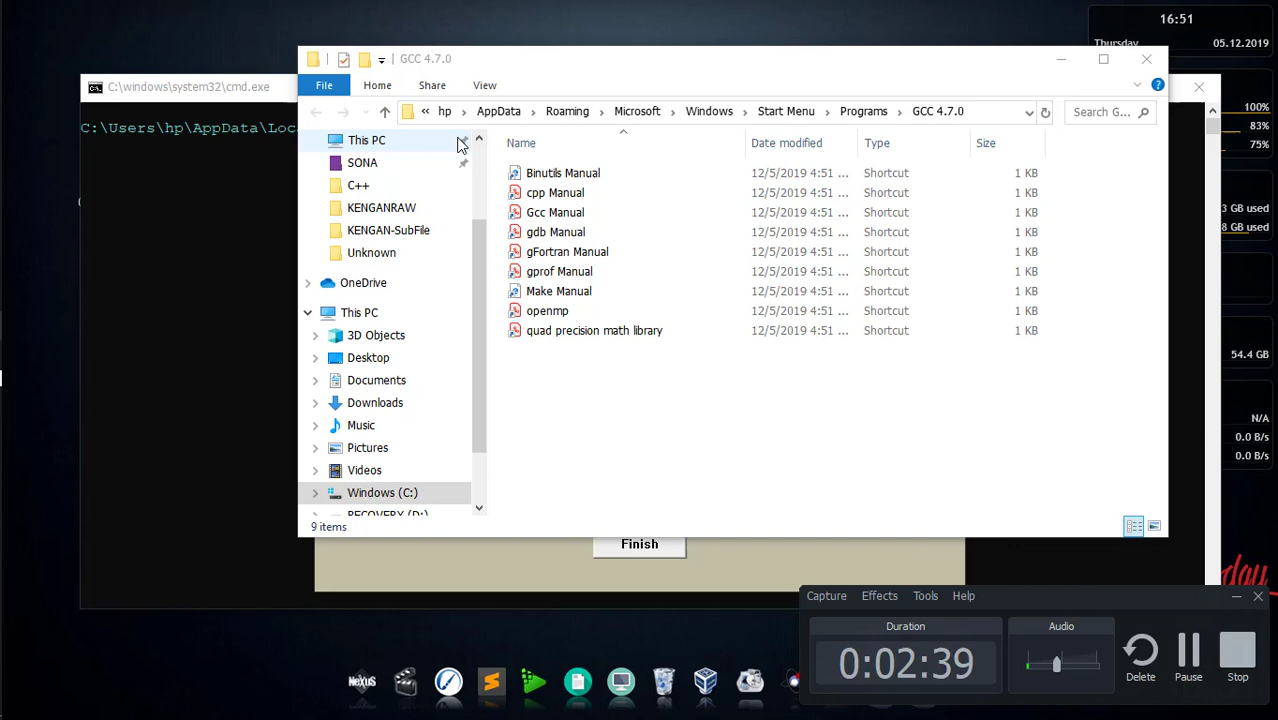 16:51
Thursday 05.12.2019
C:\windows\system32\cmd.exe
C:\Users\hp\AppData\Loc
GCC 4.7.0
File Home Share View
hp AppData Roaming Microsoft Windows Start Menu Programs GCC 4.7.0
Search G...
This PC
SONA
C++
KENGANRAW
KENGAN-SubFile
Unknown
OneDrive
This PC
3D Objects
Desktop
Documents
Downloads
Music
Pictures
Videos
Windows (C:)
RECOVERY (D:)
Name Date modified Type Size
Binutils Manual 12/5/2019 4:51 ... Shortcut 1 KB
cpp Manual 12/5/2019 4:51 ... Shortcut 1 KB
Gcc Manual 12/5/2019 4:51 ... Shortcut 1 KB
gdb Manual 12/5/2019 4:51 ... Shortcut 1 KB
gFortran Manual 12/5/2019 4:51 ... Shortcut 1 KB
gprof Manual 12/5/2019 4:51 ... Shortcut 1 KB
Make Manual 12/5/2019 4:51 ... Shortcut 1 KB
openmp 12/5/2019 4:51 ... Shortcut 1 KB
quad precision math library 12/5/2019 4:51 ... Shortcut 1 KB
9 items
100%
83%
75%
3 GB used
8 GB used
54.4 GB
N/A
0.0 B/s
0.0 B/s
Finish
day
Capture Effects Tools Help
Duration
0:02:39
Audio
Delete
Pause
Stop
NeXuS